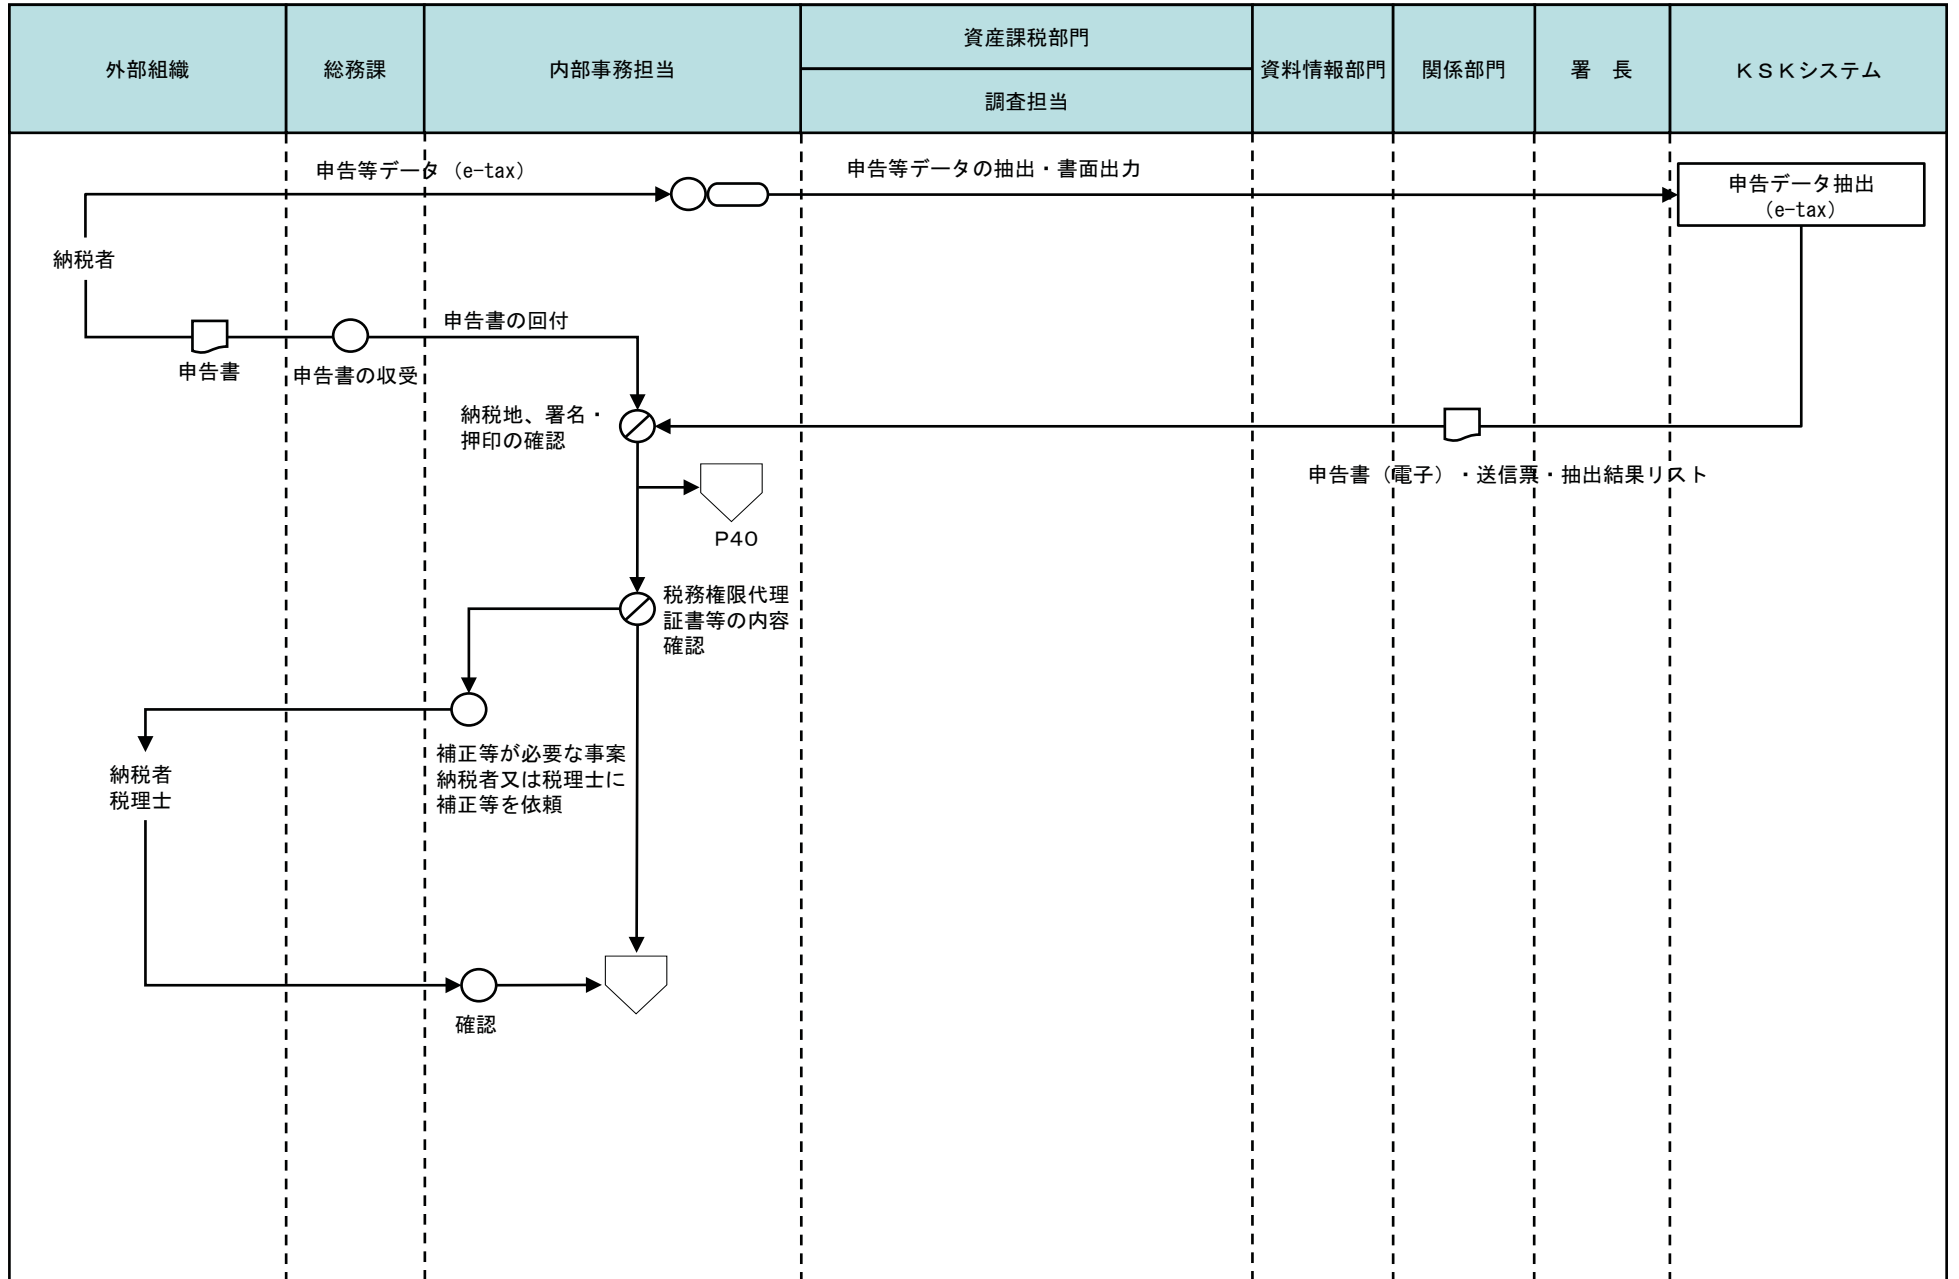 外部組織
総務課
内部事務担当
資産課税部門
調査担当
資料情報部門
関係部門
署　長
ＫＳＫシステム
申告等データ（e-tax）
申告等データの抽出・書面出力
申告データ抽出
（e-tax）
納税者
申告書の回付
申告書
申告書の収受
納税地、署名・
押印の確認
申告書（電子）・送信票・抽出結果リスト
P40
税務権限代理
証書等の内容
確認
補正等が必要な事案
納税者又は税理士に
補正等を依頼
納税者
税理士
確認